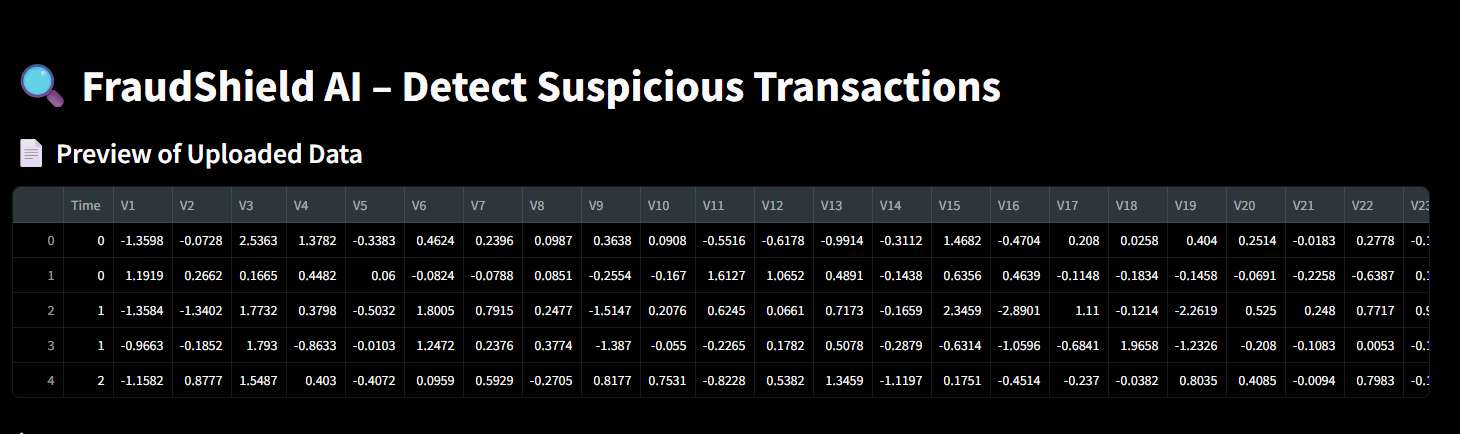 FraudShield AI – Detect Suspicious Transactions
Preview of Uploaded Data
Time V1 V2 V3 V4 V5 V6 V7 V8 V9 V10 V11 V12 V13 V14 V15 V16 V17 V18 V19 V20 V21 V22 V23
0 0 -1.3598 -0.0728 2.5363 1.3782 -0.3383 0.4624 0.2396 0.0987 0.3638 0.0908 -0.5516 -0.6178 -0.9914 -0.3112 1.4682 -0.4704 0.208 0.0258 0.404 0.2514 -0.0183 0.2778 -0.1
1 0 1.1919 0.2662 0.1665 0.4482 0.06 -0.0824 -0.0788 0.0851 -0.2554 -0.167 1.6127 1.0652 0.4891 -0.1438 0.6356 0.4639 -0.1148 -0.1834 -0.1458 -0.0691 -0.2258 -0.6387 0.1
2 1 -1.3584 -1.3402 1.7732 0.3798 -0.5032 1.8005 0.7915 0.2477 -1.5147 0.2076 0.6245 0.0661 0.7173 -0.1659 2.3459 -2.8901 1.11 -0.1214 -2.2619 0.525 0.248 0.7717 0.9
3 1 -0.9663 -0.1852 1.793 -0.8633 -0.0103 1.2472 0.2376 0.3774 -1.387 -0.055 -0.2265 0.1782 0.5078 -0.2879 -0.6314 -1.0596 -0.6841 1.9658 -1.2326 -0.208 -0.1083 0.0053 -0.1
4 2 -1.1582 0.8777 1.5487 0.403 -0.4072 0.0959 0.5929 -0.2705 0.8177 0.7531 -0.8228 0.5382 1.3459 -1.1197 0.1751 -0.4514 -0.237 -0.0382 0.8035 0.4085 -0.0094 0.7983 -0.1